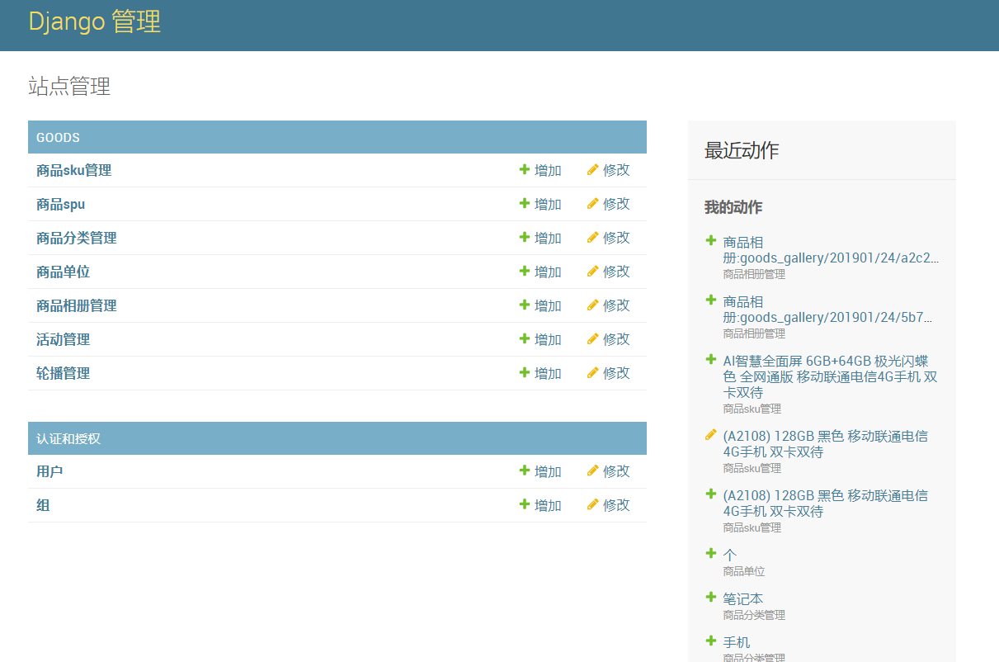 Django 管理
站点管理
GOODS
商品sku管理 增加 修改
商品spu 增加 修改
商品分类管理 增加 修改
商品单位 增加 修改
商品相册管理 增加 修改
活动管理 增加 修改
轮播管理 增加 修改
认证和授权
用户 增加 修改
组 增加 修改
最近动作
我的动作
商品相
册:goods_gallery/201901/24/a2c2…
商品相册管理
商品相
册:goods_gallery/201901/24/5b7…
商品相册管理
AI智慧全面屏 6GB+64GB 极光闪蝶
色 全网通版 移动联通电信4G手机 双
卡双待
商品sku管理
(A2108) 128GB 黑色 移动联通电信
4G手机 双卡双待
商品sku管理
(A2108) 128GB 黑色 移动联通电信
4G手机 双卡双待
商品sku管理
个
商品单位
笔记本
商品分类管理
手机
商品分类管理